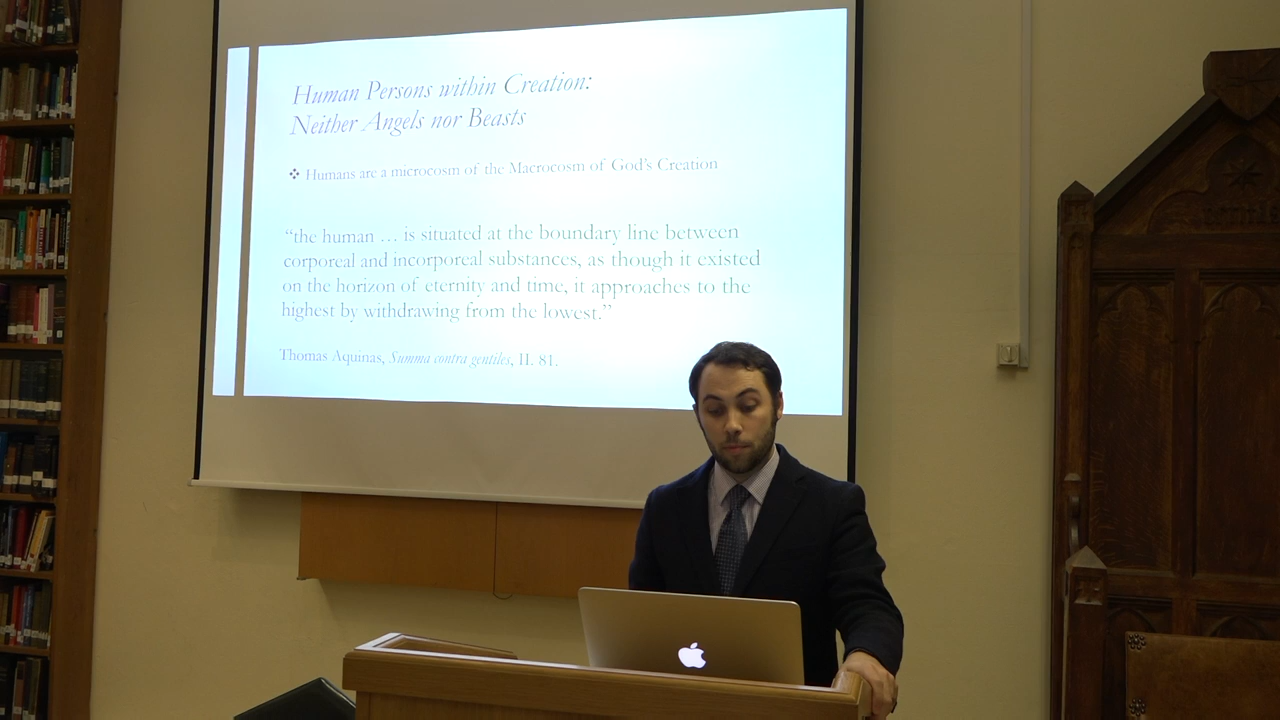 Human Persons within Creation:
Neither Angels nor Beasts
❖ Humans are a microcosm of the Macrocosm of God's Creation
“the human … is situated at the boundary line between
corporeal and incorporeal substances, as though it existed
on the horizon of eternity and time, it approaches to the
highest by withdrawing from the lowest.”
Thomas Aquinas, Summa contra gentiles, II. 81.